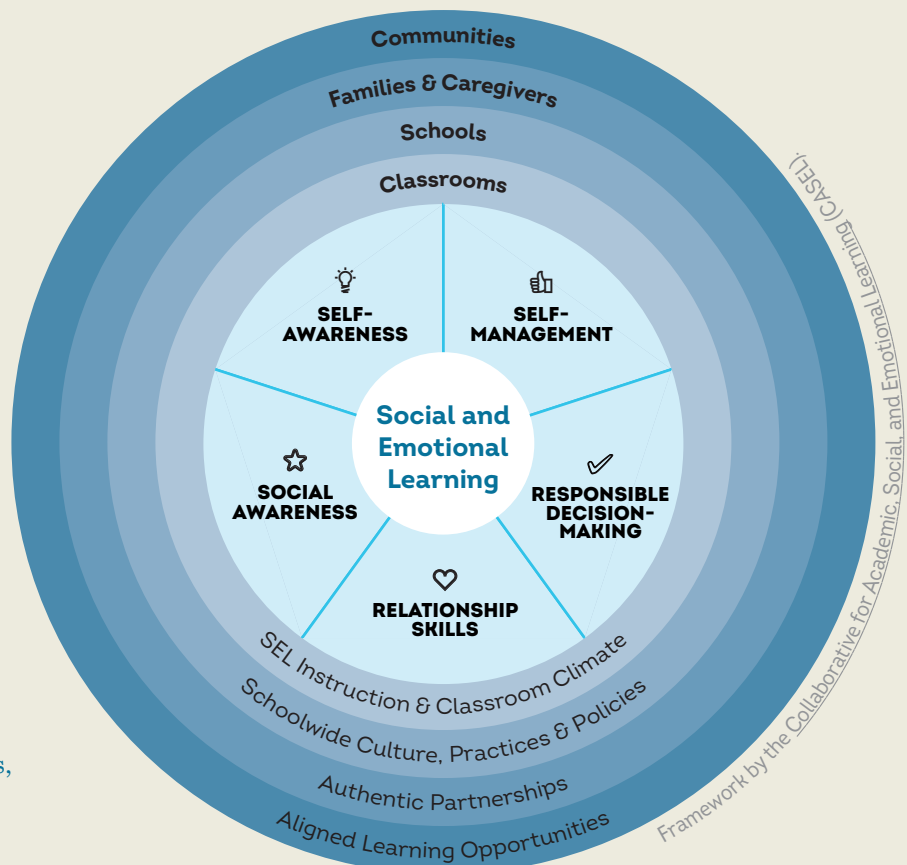 Communities
Families & Caregivers
Schools
Classrooms
SELF-
AWARENESS
SELF-
MANAGEMENT
Social and
Emotional
Learning
SOCIAL
AWARENESS
RESPONSIBLE
DECISION-
MAKING
RELATIONSHIP
SKILLS
SEL Instruction & Classroom Climate
Schoolwide Culture, Practices & Policies
Authentic Partnerships
Aligned Learning Opportunities
Framework by the Collaborative for Academic, Social, and Emotional Learning (CASEL).